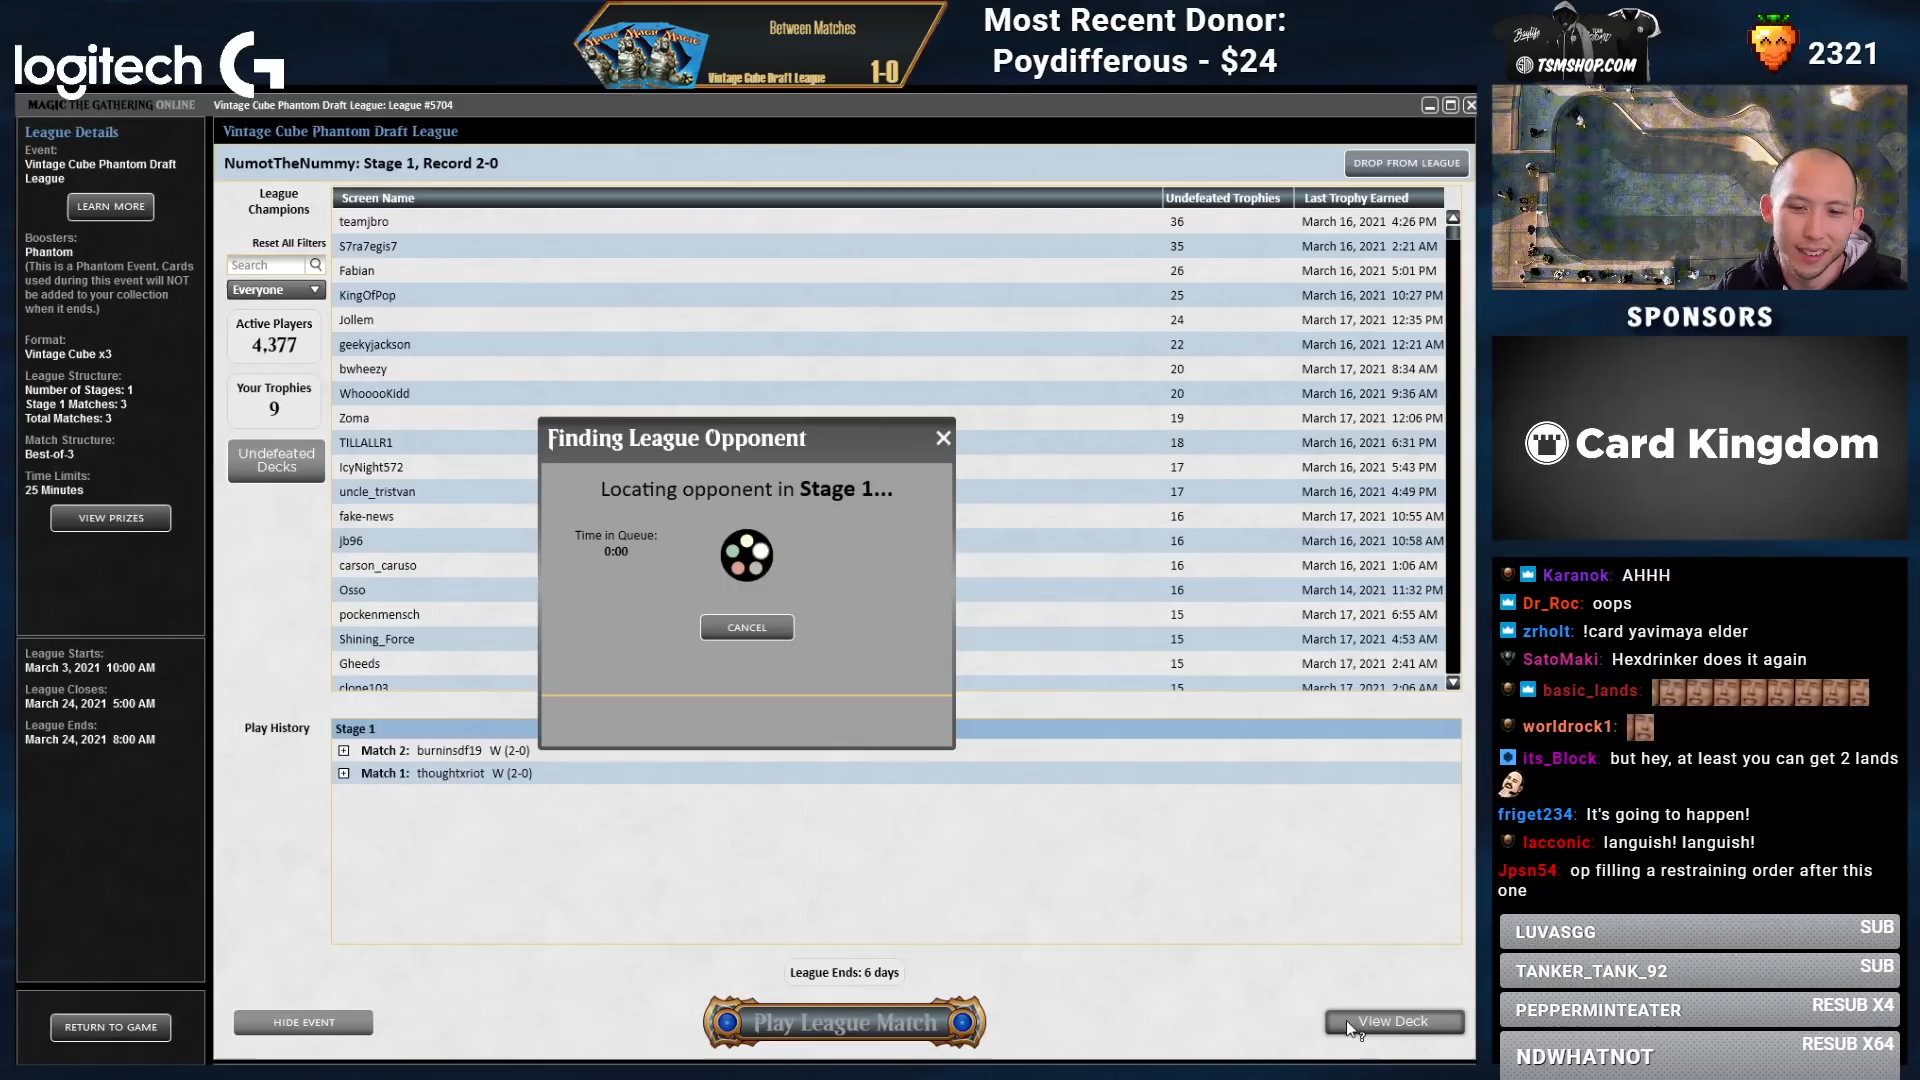 logitech G
Between Matches
Vintage Cube Draft League
1-0
Most Recent Donor:
Poydifferous - $24
TSMSHOP.COM
2321
MAGIC THE GATHERING ONLINE
Vintage Cube Phantom Draft League: League #5704
League Details
Event:
Vintage Cube Phantom Draft
League
LEARN MORE
Boosters:
Phantom
(This is a Phantom Event. Cards
used during this event will NOT
be added to your collection
when it ends.)
Format:
Vintage Cube x3
League Structure:
Number of Stages: 1
Stage 1 Matches: 3
Total Matches: 3
Match Structure:
Best-of-3
Time Limits:
25 Minutes
VIEW PRIZES
League Starts:
March 3, 2021 10:00 AM
League Closes:
March 24, 2021 5:00 AM
League Ends:
March 24, 2021 8:00 AM
RETURN TO GAME
Vintage Cube Phantom Draft League
NumotTheNummy: Stage 1, Record 2-0
DROP FROM LEAGUE
League
Champions
Reset All Filters
Search
Everyone
Active Players
4,377
Your Trophies
9
Undefeated
Decks
Screen Name Undefeated Trophies Last Trophy Earned
teamjbro 36 March 16, 2021 4:26 PM
S7ra7egis7 35 March 16, 2021 2:21 AM
Fabian 26 March 16, 2021 5:01 PM
KingOfPop 25 March 16, 2021 10:27 PM
Jollem 24 March 17, 2021 12:35 PM
geekyjackson 22 March 16, 2021 12:21 AM
bwheezy 20 March 17, 2021 8:34 AM
WhooooKidd 20 March 16, 2021 9:36 AM
Zoma 19 March 17, 2021 12:06 PM
TILLALLR1 18 March 16, 2021 6:31 PM
IcyNight572 17 March 16, 2021 5:43 PM
uncle_tristvan 17 March 16, 2021 4:49 PM
fake-news 16 March 17, 2021 10:55 AM
jb96 16 March 16, 2021 10:58 AM
carson_caruso 16 March 16, 2021 1:06 AM
Osso 16 March 14, 2021 11:32 PM
pockenmensch 15 March 17, 2021 6:55 AM
Shining_Force 15 March 17, 2021 4:53 AM
Gheeds 15 March 17, 2021 2:41 AM
clone103 15 March 17, 2021 2:06 AM
Finding League Opponent
Locating opponent in Stage 1...
Time in Queue:
0:00
CANCEL
Play History
Stage 1
Match 2: burninsdf19 W (2-0)
Match 1: thoughtxriot W (2-0)
League Ends: 6 days
HIDE EVENT
Play League Match
View Deck
SPONSORS
Card Kingdom
Karanok: AHHH
Dr_Roc: oops
zrholt: !card yavimaya elder
SatoMaki: Hexdrinker does it again
basic_lands:
worldrock1:
Its_Block: but hey, at least you can get 2 lands
friget234: It's going to happen!
lacconic: languish! languish!
Jpsn54: op filling a restraining order after this
one
LUVASGG SUB
TANKER_TANK_92 SUB
PEPPERMINTEATER RESUB X4
NDWHATNOT RESUB X64